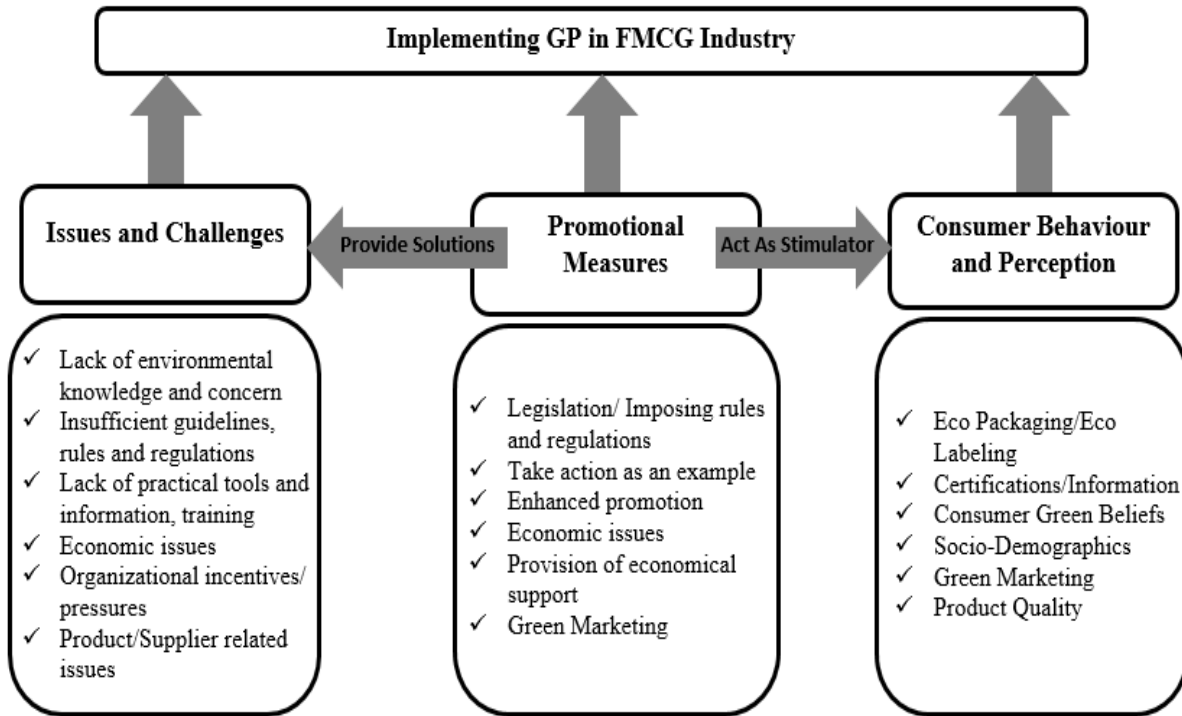 Implementing GP in FMCG Industry
Issues and Challenges
Provide Solutions
Promotional
Measures
Act As Stimulator
Consumer Behaviour
and Perception
✓ Lack of environmental
knowledge and concern
✓ Insufficient guidelines,
rules and regulations
✓ Lack of practical tools and
information, training
✓ Economic issues
✓ Organizational incentives/
pressures
✓ Product/Supplier related
issues
✓ Legislation/ Imposing rules
and regulations
✓ Take action as an example
✓ Enhanced promotion
✓ Economic issues
✓ Provision of economical
support
✓ Green Marketing
✓ Eco Packaging/Eco
Labeling
✓ Certifications/Information
✓ Consumer Green Beliefs
✓ Socio-Demographics
✓ Green Marketing
✓ Product Quality